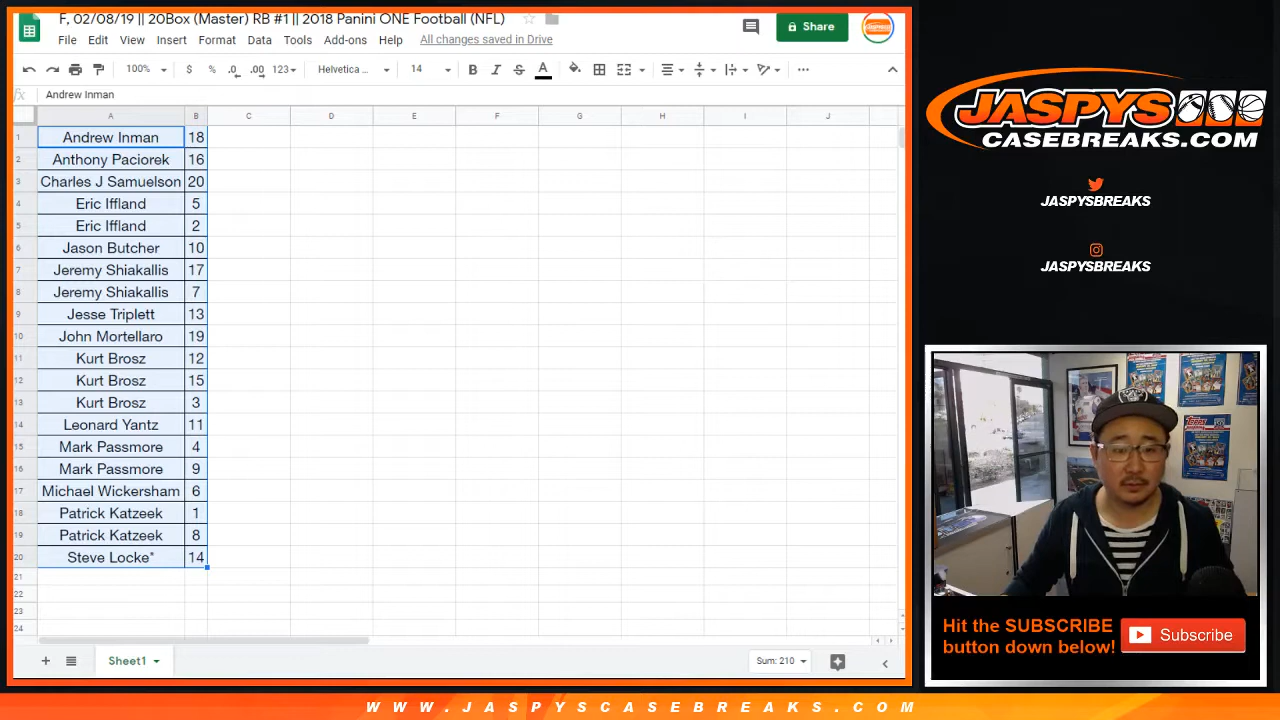 F, 02/08/19 || 20Box (Master) RB #1 || 2018 Panini ONE Football (NFL)
File Edit View Insert Format Data Tools Add-ons Help All changes saved in Drive
Share
100% $ % .0 .00 123 Helvetica ... 14 B I S A ...
fx Andrew Inman
A B C D E F G H I J
1 Andrew Inman 18
2 Anthony Paciorek 16
3 Charles J Samuelson 20
4 Eric Iffland 5
5 Eric Iffland 2
6 Jason Butcher 10
7 Jeremy Shiakallis 17
8 Jeremy Shiakallis 7
9 Jesse Triplett 13
10 John Mortellaro 19
11 Kurt Brosz 12
12 Kurt Brosz 15
13 Kurt Brosz 3
14 Leonard Yantz 11
15 Mark Passmore 4
16 Mark Passmore 9
17 Michael Wickersham 6
18 Patrick Katzeek 1
19 Patrick Katzeek 8
20 Steve Locke* 14
21
22
23
24
Sheet1
Sum: 210
JASPYS
CASEBREAKS.COM
JASPYSBREAKS
JASPYSBREAKS
TOPPS
Hit the SUBSCRIBE
button down below!
Subscribe
WWW.JASPYSCASEBREAKS.COM